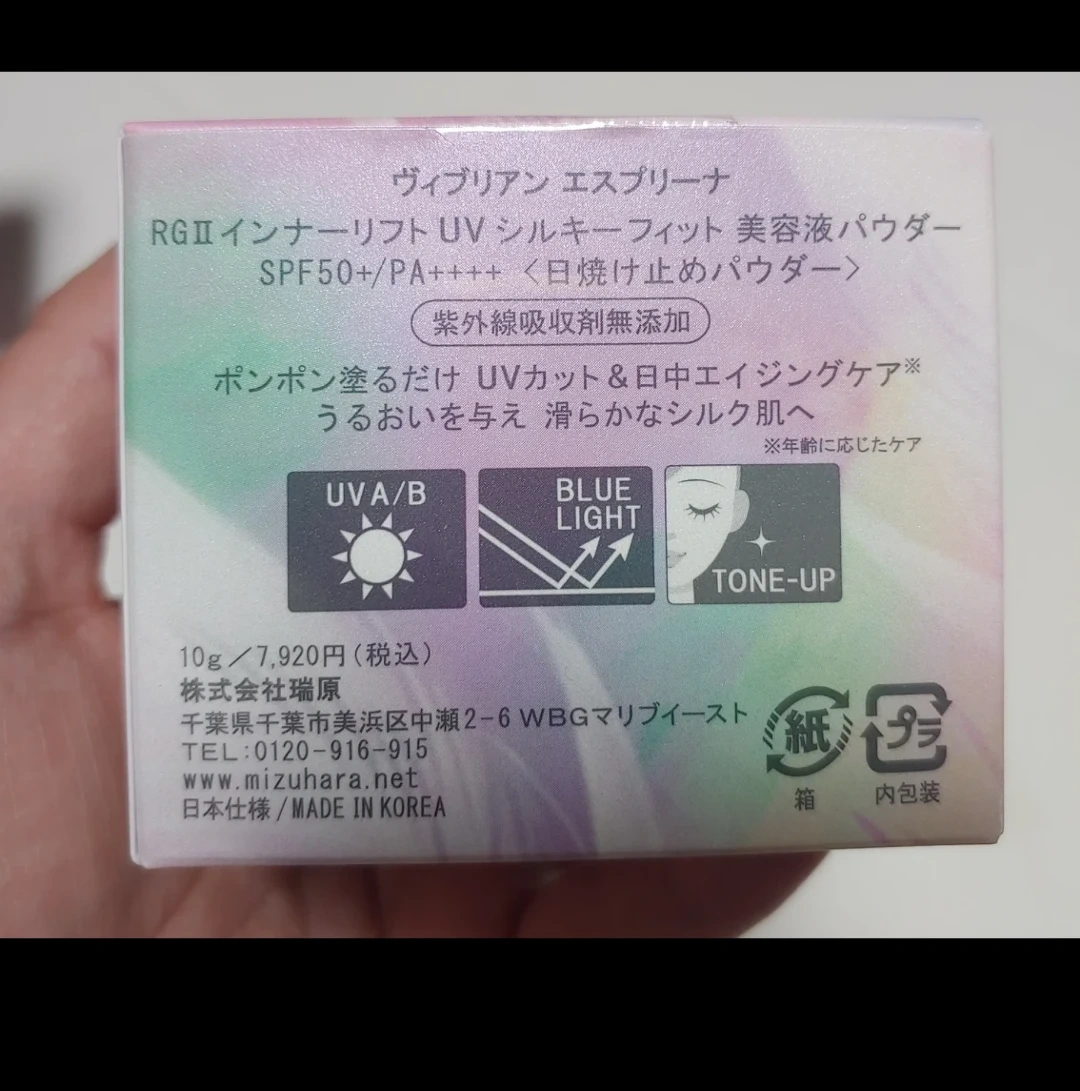 ヴィブリアン エスプリーナ
RGⅡインナーリフト UV シルキーフィット 美容液パウダー
SPF50+/PA++++ 〈日焼け止めパウダー〉
紫外線吸収剤無添加
ポンポン塗るだけ UVカット&日中エイジングケア※
うるおいを与え 滑らかなシルク肌へ
※年齢に応じたケア
UVA/B
BLUE
LIGHT
TONE-UP
10g/7,920円(税込)
株式会社瑞原
千葉県千葉市美浜区中瀬2-6 WBGマリブイースト
TEL:0120-916-915
www.mizuhara.net
日本仕様/MADE IN KOREA
紙
箱
プラ
内包装